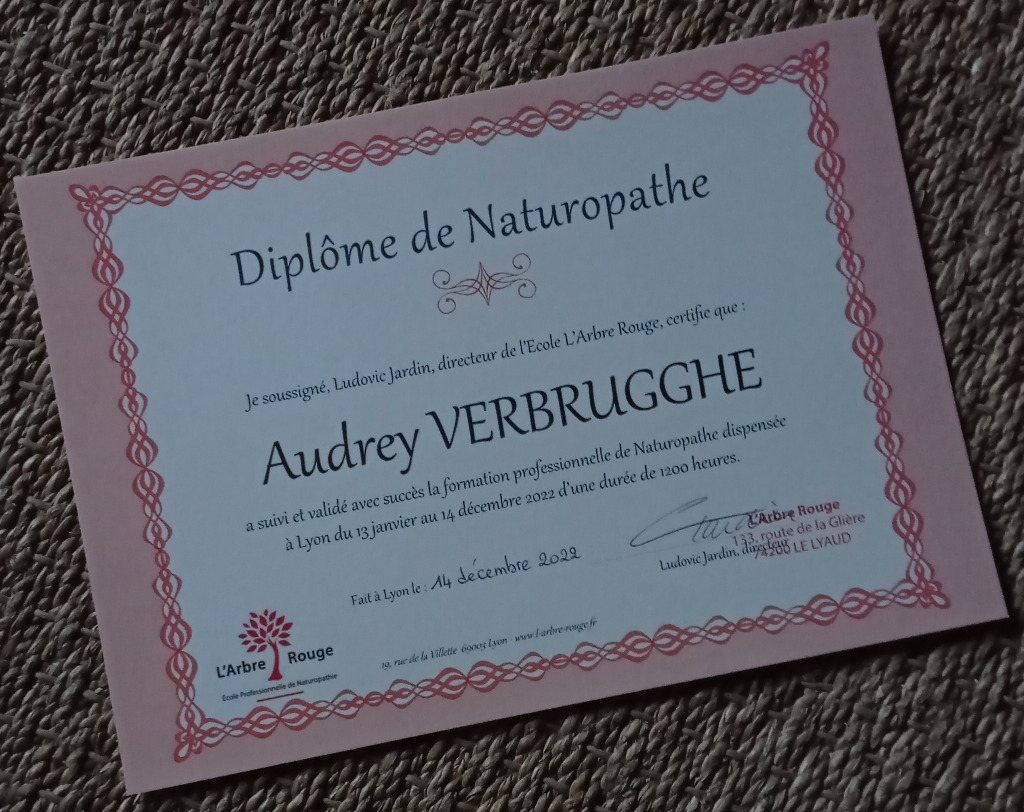 Diplôme de Naturopathe
Je soussigné, Ludovic Jardin, directeur de l'Ecole L'Arbre Rouge, certifie que :
Audrey VERBRUGGHE
a suivi et validé avec succès la formation professionnelle de Naturopathe dispensée
à Lyon du 13 janvier au 14 décembre 2022 d'une durée de 1200 heures.
Fait à Lyon le : 14 décembre 2022
L'Arbre Rouge
133, route de la Glière
74200 LE LYAUD
Ludovic Jardin, directeur
L'Arbre Rouge
Ecole Professionnelle de Naturopathie
19, rue de la Villette 69003 Lyon - www.l-arbre-rouge.fr